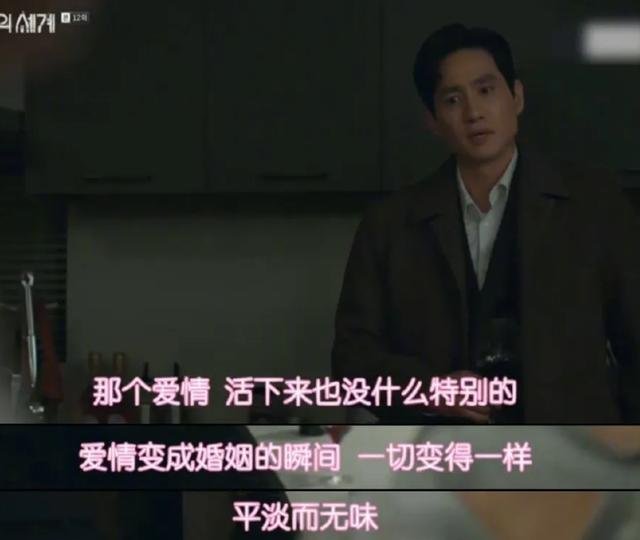 의 세계 12회
那个爱情 活下来也没什么特别的
爱情变成婚姻的瞬间 一切变得一样
平淡而无味